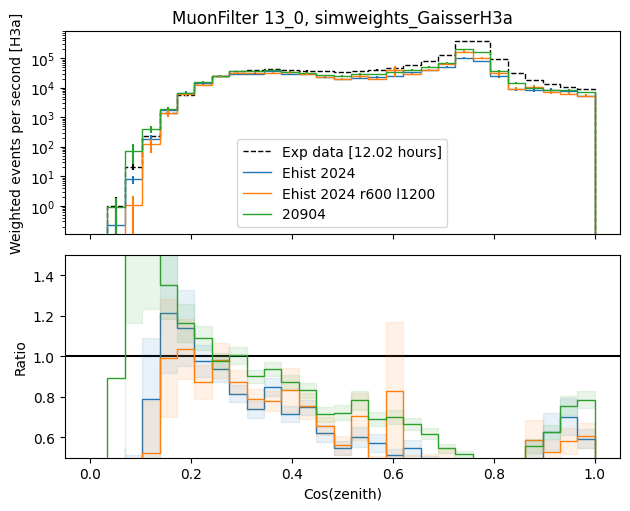 MuonFilter 13_0, simweights_GaisserH3a
Weighted events per second [H3a]
10^5
10^4
10^3
10^2
10^1
10^0
Exp data [12.02 hours]
Ehist 2024
Ehist 2024 r600 l1200
20904
Ratio
1.4
1.2
1.0
0.8
0.6
0.0 0.2 0.4 0.6 0.8 1.0
Cos(zenith)